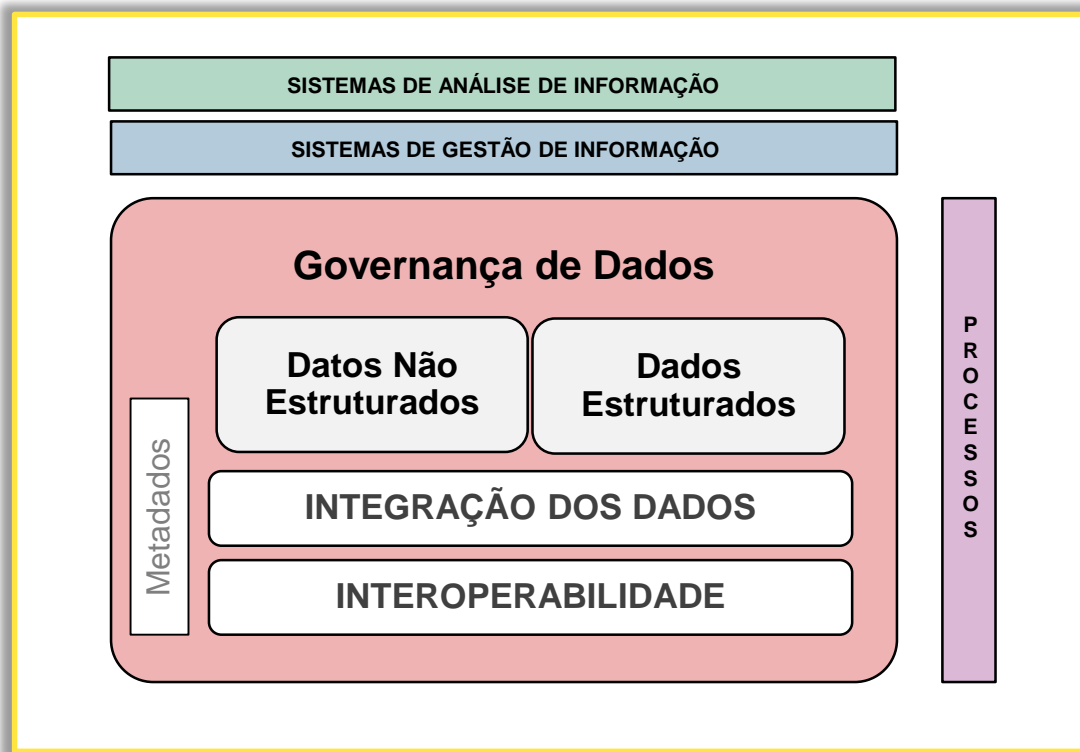 SISTEMAS DE ANÁLISE DE INFORMAÇÃO
SISTEMAS DE GESTÃO DE INFORMAÇÃO
Governança de Dados
Datos Não
Estruturados
Dados
Estruturados
Metadados
INTEGRAÇÃO DOS DADOS
INTEROPERABILIDADE
PROCESSOS